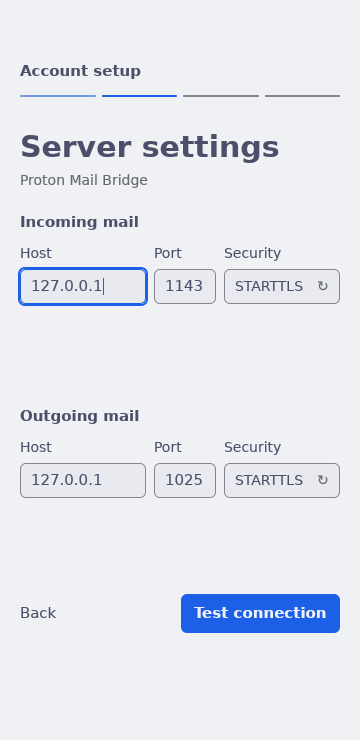 Account setup
Server settings
Proton Mail Bridge
Incoming mail
Host Port Security
127.0.0.1 1143 STARTTLS ↻
Outgoing mail
Host Port Security
127.0.0.1 1025 STARTTLS ↻
Back Test connection